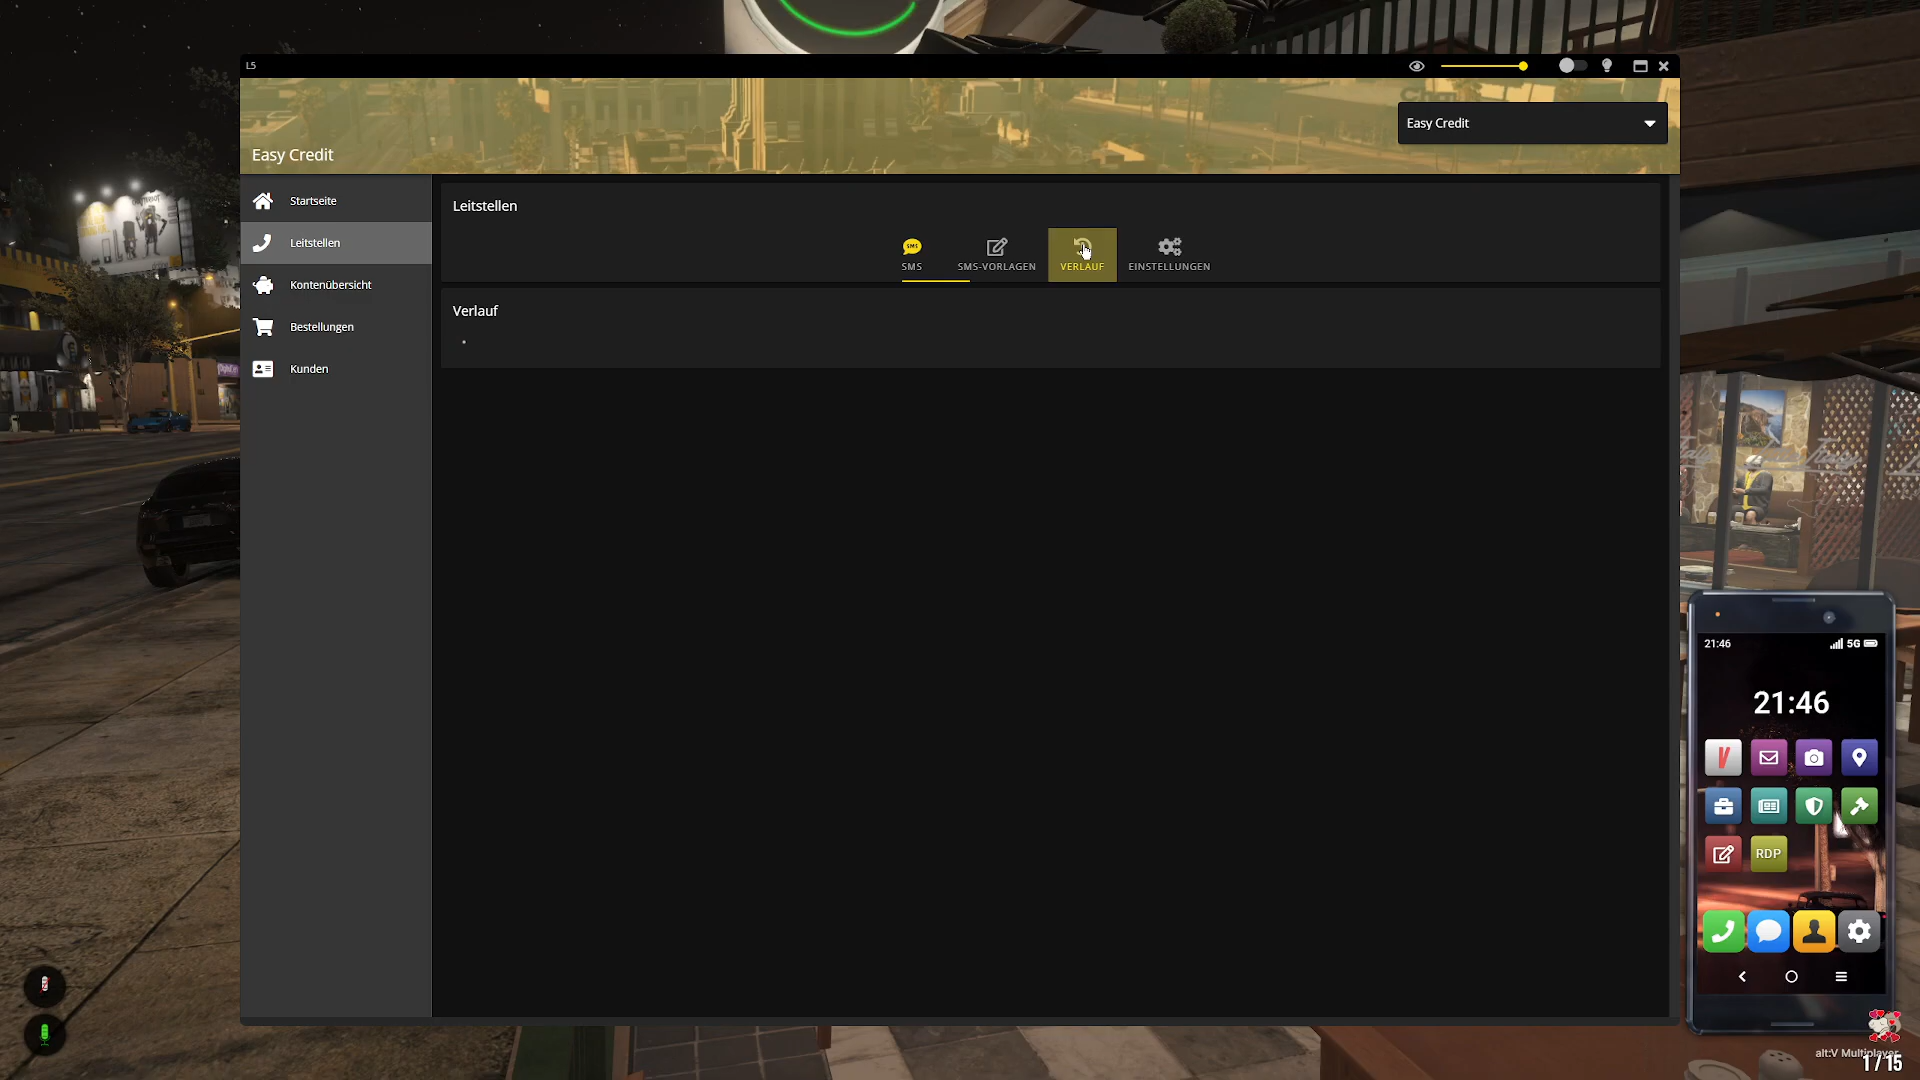 L5
Easy Credit
Easy Credit
Startseite
Leitstellen
Kontenübersicht
Bestellungen
Kunden
Leitstellen
SMS
SMS
SMS-VORLAGEN
VERLAUF
EINSTELLUNGEN
Verlauf
21:46
5G
21:46
RDP
alt:V Multiplayer
1 / 15